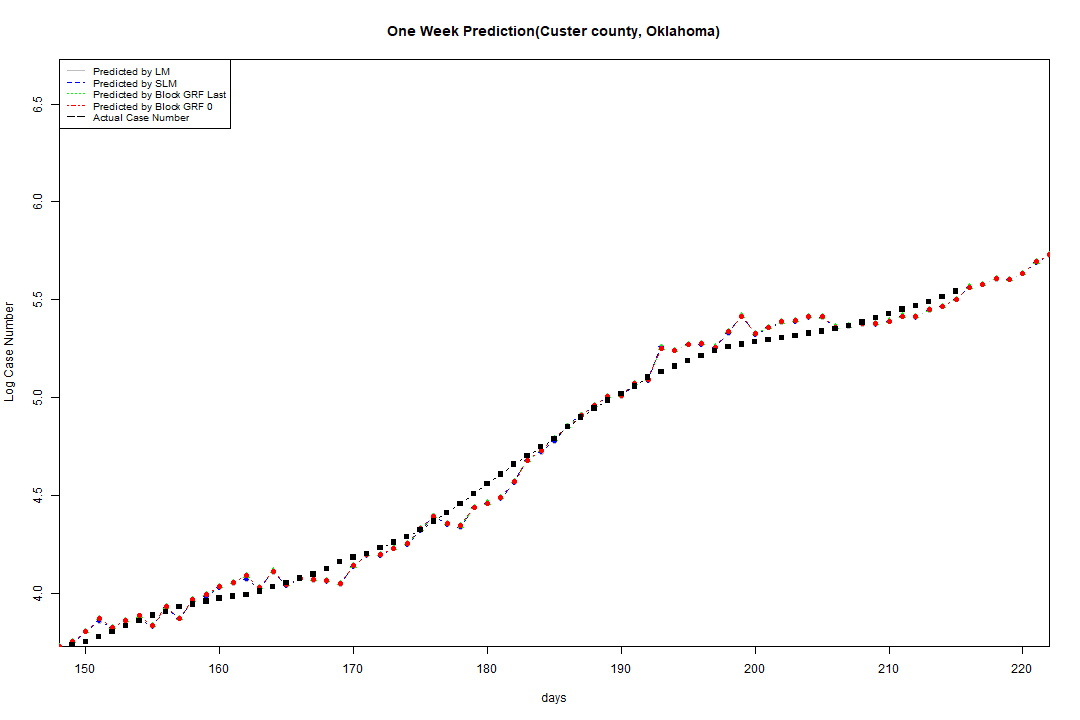 One Week Prediction(Custer county, Oklahoma)
Predicted by LM
Predicted by SLM
Predicted by Block GRF Last
Predicted by Block GRF 0
Actual Case Number
6.5
6.0
5.5
5.0
4.5
4.0
Log Case Number
150 160 170 180 190 200 210 220
days